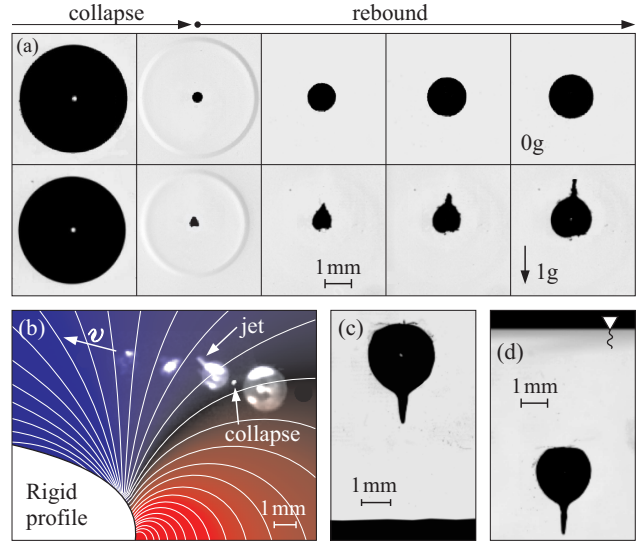 collapse rebound
(a)
0g
1 mm
1g
(b)
v
jet
collapse
Rigid
profile
1 mm
(c)
1 mm
(d)
1 mm